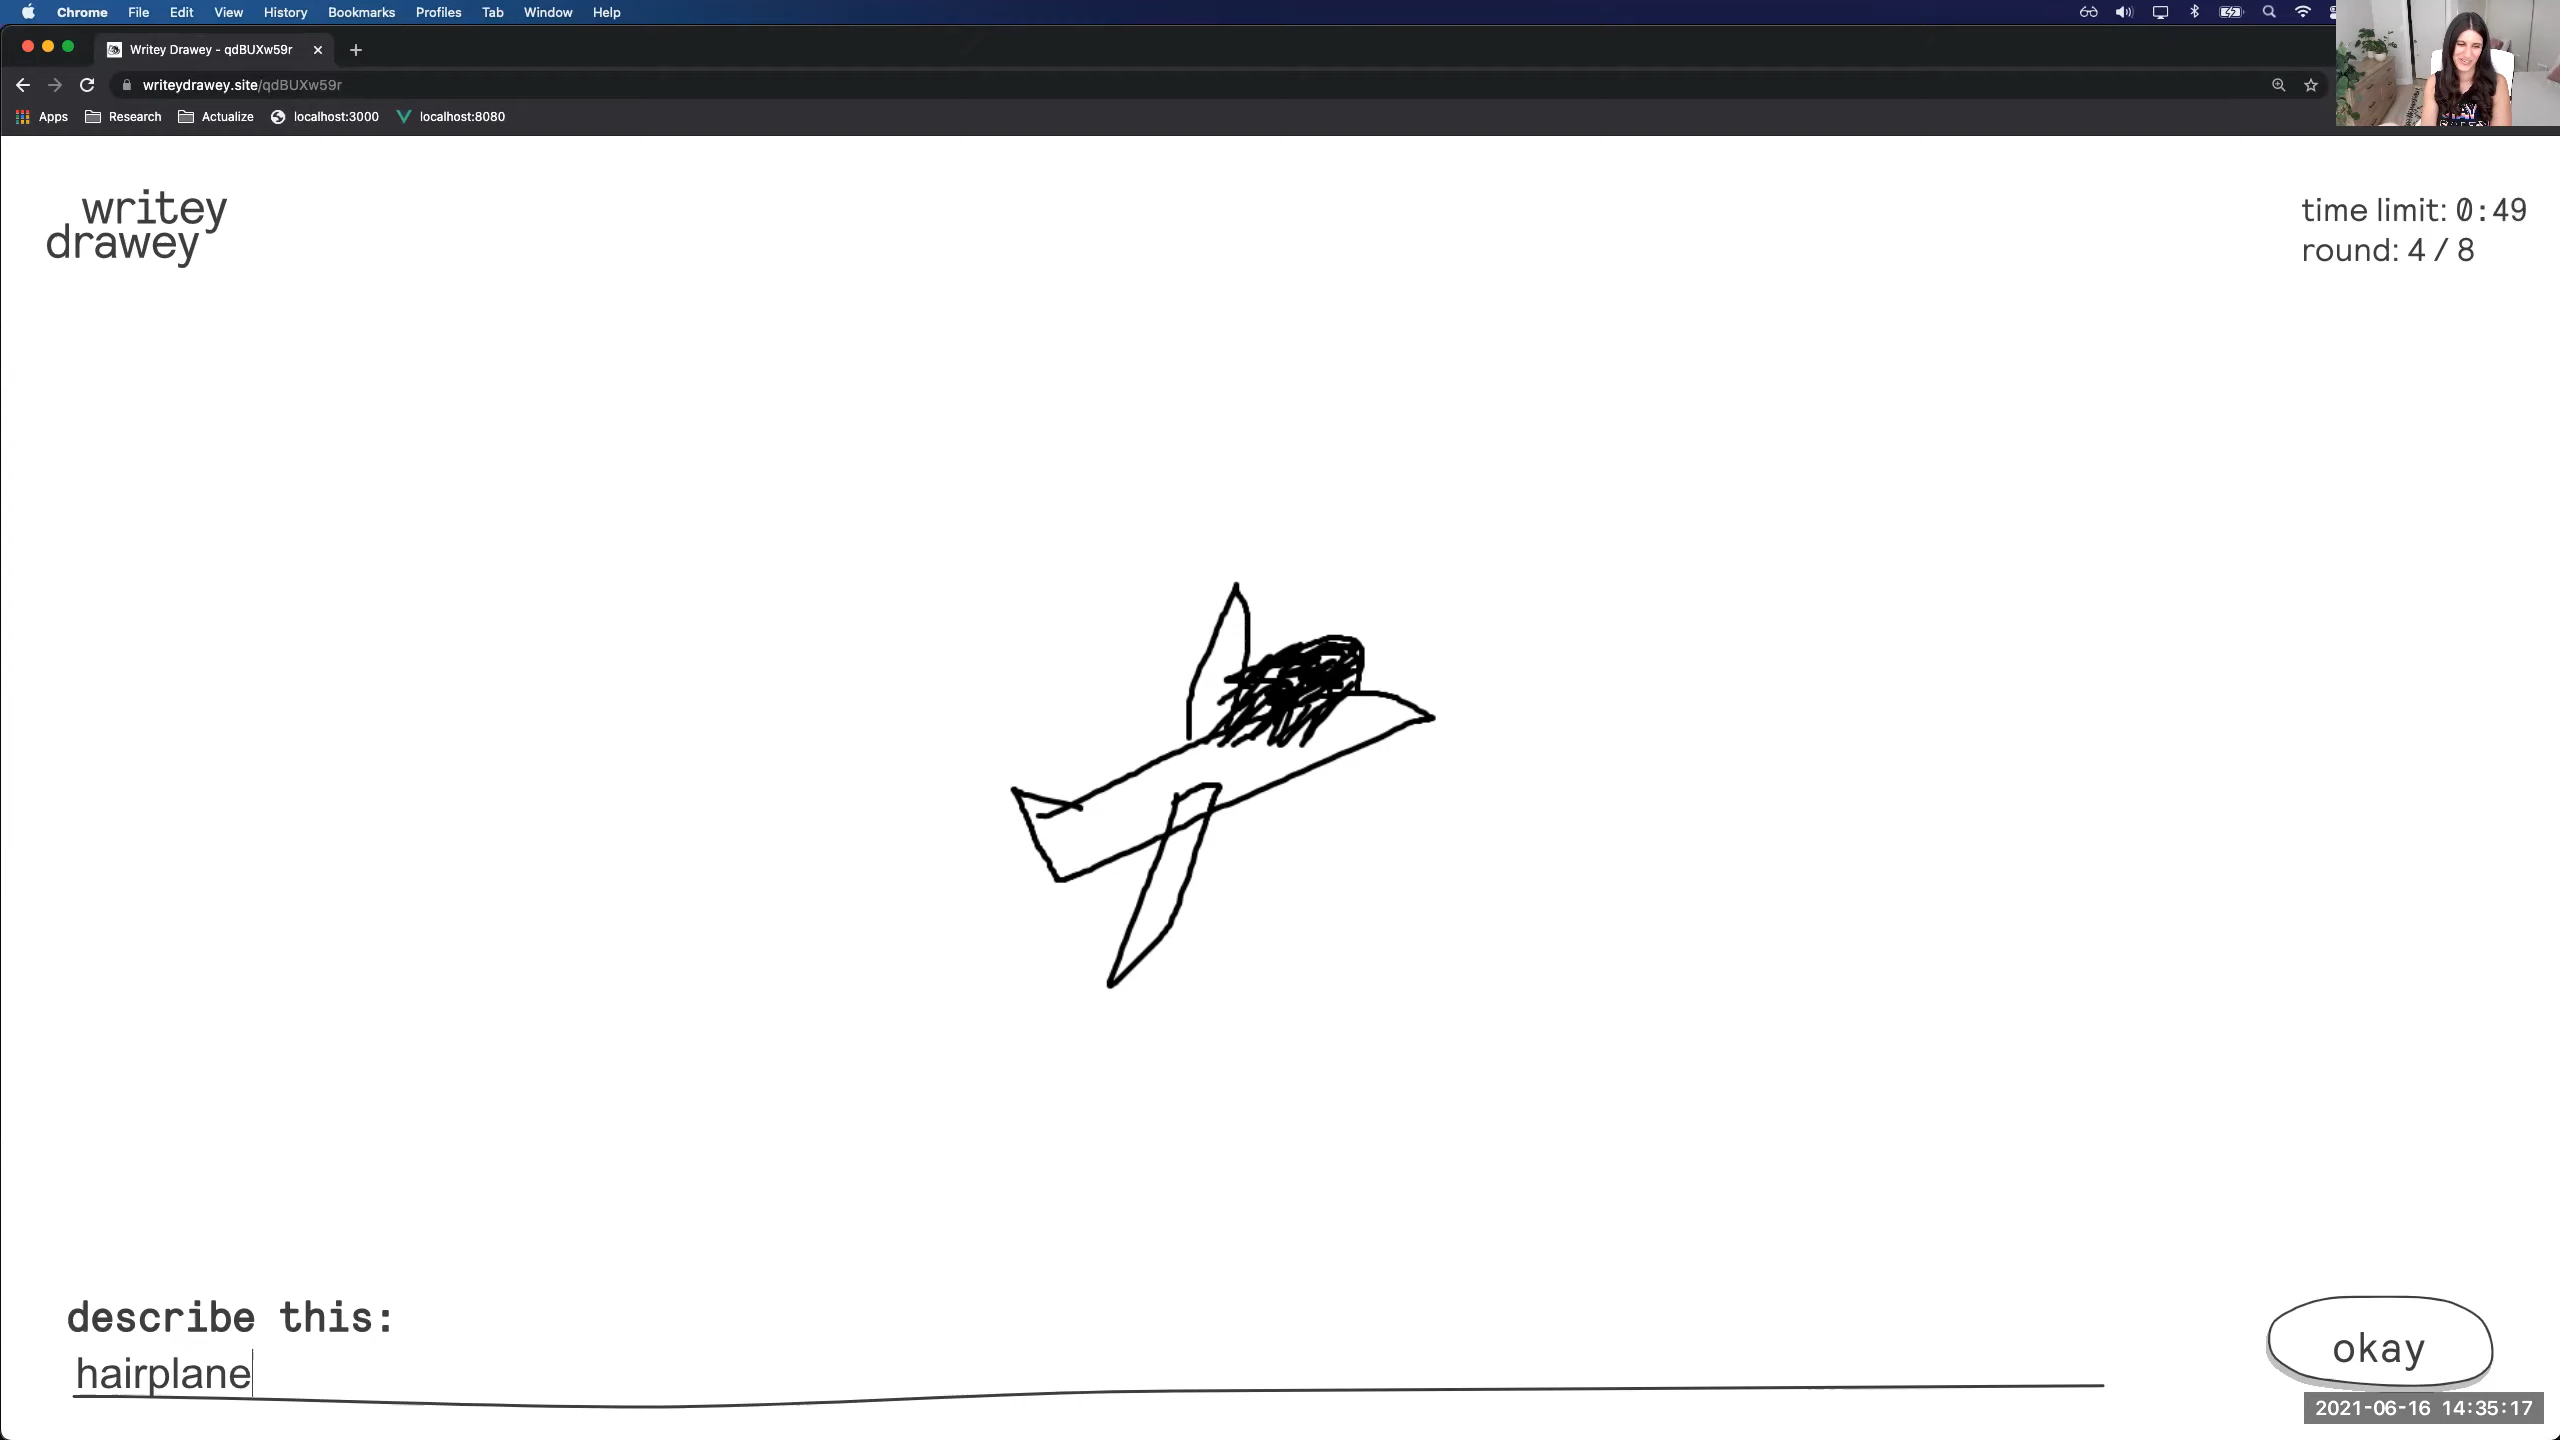 Chrome File Edit View History Bookmarks Profiles Tab Window Help
Writey Drawey - qdBUXw59r
writeydrawey.site/qdBUXw59r
Apps Research Actualize localhost:3000 localhost:8080
writey
drawey
time limit: 0:49
round: 4 / 8
describe this:
hairplane
okay
2021-06-16 14:35:17